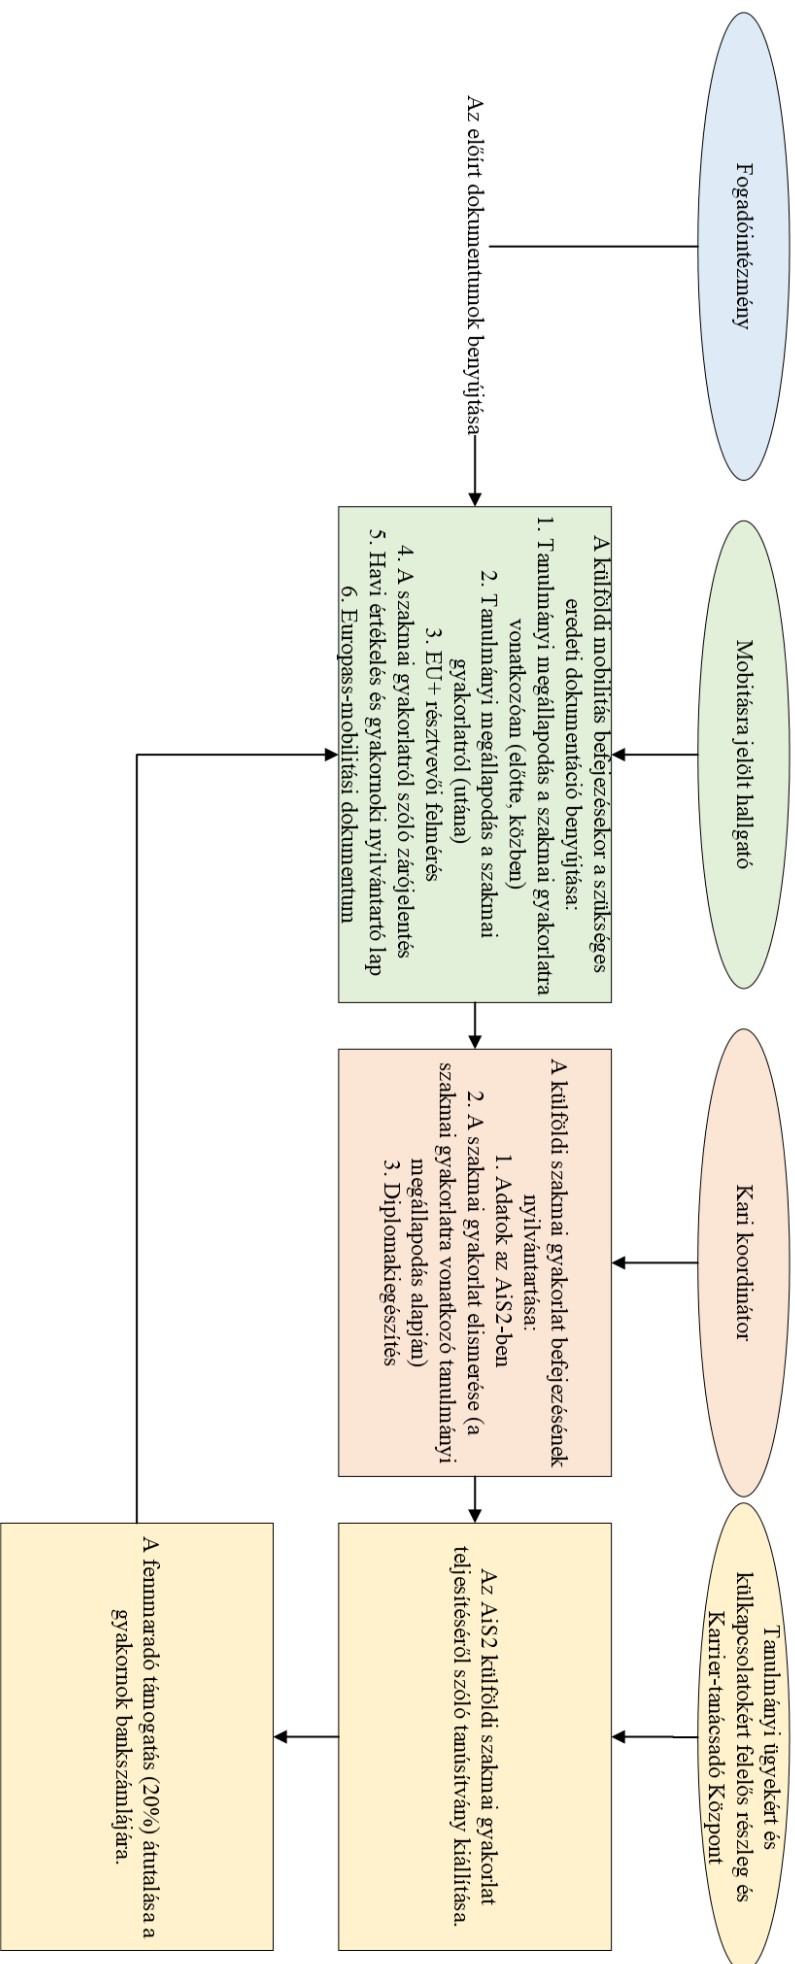 Fogadóintézmény
Mobitásra jelölt hallgató
Kari koordinátor
Tanulmányi ügyekért és
külkapcsolatokért felelős részleg és
Karrier-tanácsadó Központ
Az előírt dokumentumok benyújtása
A külföldi mobilitás befejezésekor a szükséges
eredeti dokumentáció benyújtása:
1. Tanulmányi megállapodás a szakmai gyakorlatra
vonatkozóan (előtte, közben)
2. Tanulmányi megállapodás a szakmai
gyakorlatról (utána)
3. EU+ résztvevői felmérés
4. A szakmai gyakorlatról szóló zárójelentés
5. Havi értékelés és gyakornoki nyilvántartó lap
6. Europass-mobilitási dokumentum
A külföldi szakmai gyakorlat befejezésének
nyilvántartása:
1. Adatok az AiS2-ben
2. A szakmai gyakorlat elismerése (a
szakmai gyakorlatra vonatkozó tanulmányi
megállapodás alapján)
3. Diplomakiegészítés
Az AiS2 külföldi szakmai gyakorlat
teljesítéséről szóló tanúsítvány kiállítása.
A fennmaradó támogatás (20%) átutalása a
gyakornok bankszámlájára.